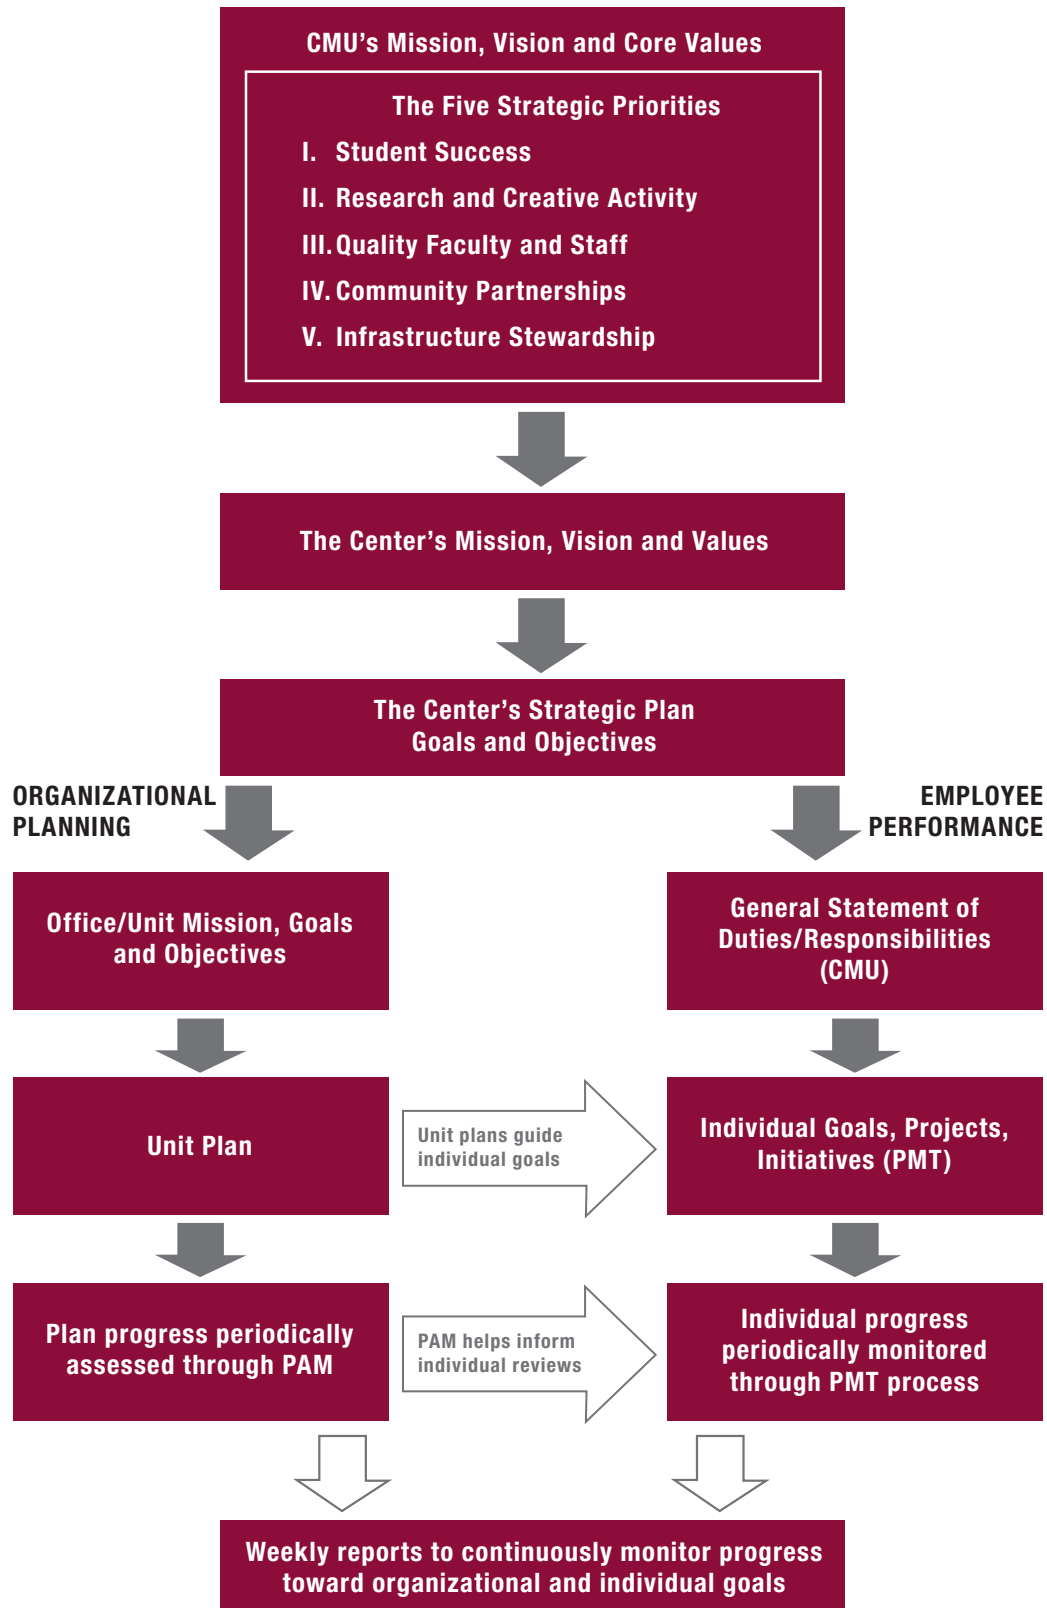 CMU's Mission, Vision and Core Values
The Five Strategic Priorities
I. Student Success
II. Research and Creative Activity
III. Quality Faculty and Staff
IV. Community Partnerships
V. Infrastructure Stewardship
The Center's Mission, Vision and Values
The Center's Strategic Plan
Goals and Objectives
ORGANIZATIONAL
PLANNING
EMPLOYEE
PERFORMANCE
Office/Unit Mission, Goals
and Objectives
General Statement of
Duties/Responsibilities
(CMU)
Unit Plan
Unit plans guide
individual goals
Individual Goals, Projects,
Initiatives (PMT)
Plan progress periodically
assessed through PAM
PAM helps inform
individual reviews
Individual progress
periodically monitored
through PMT process
Weekly reports to continuously monitor progress
toward organizational and individual goals